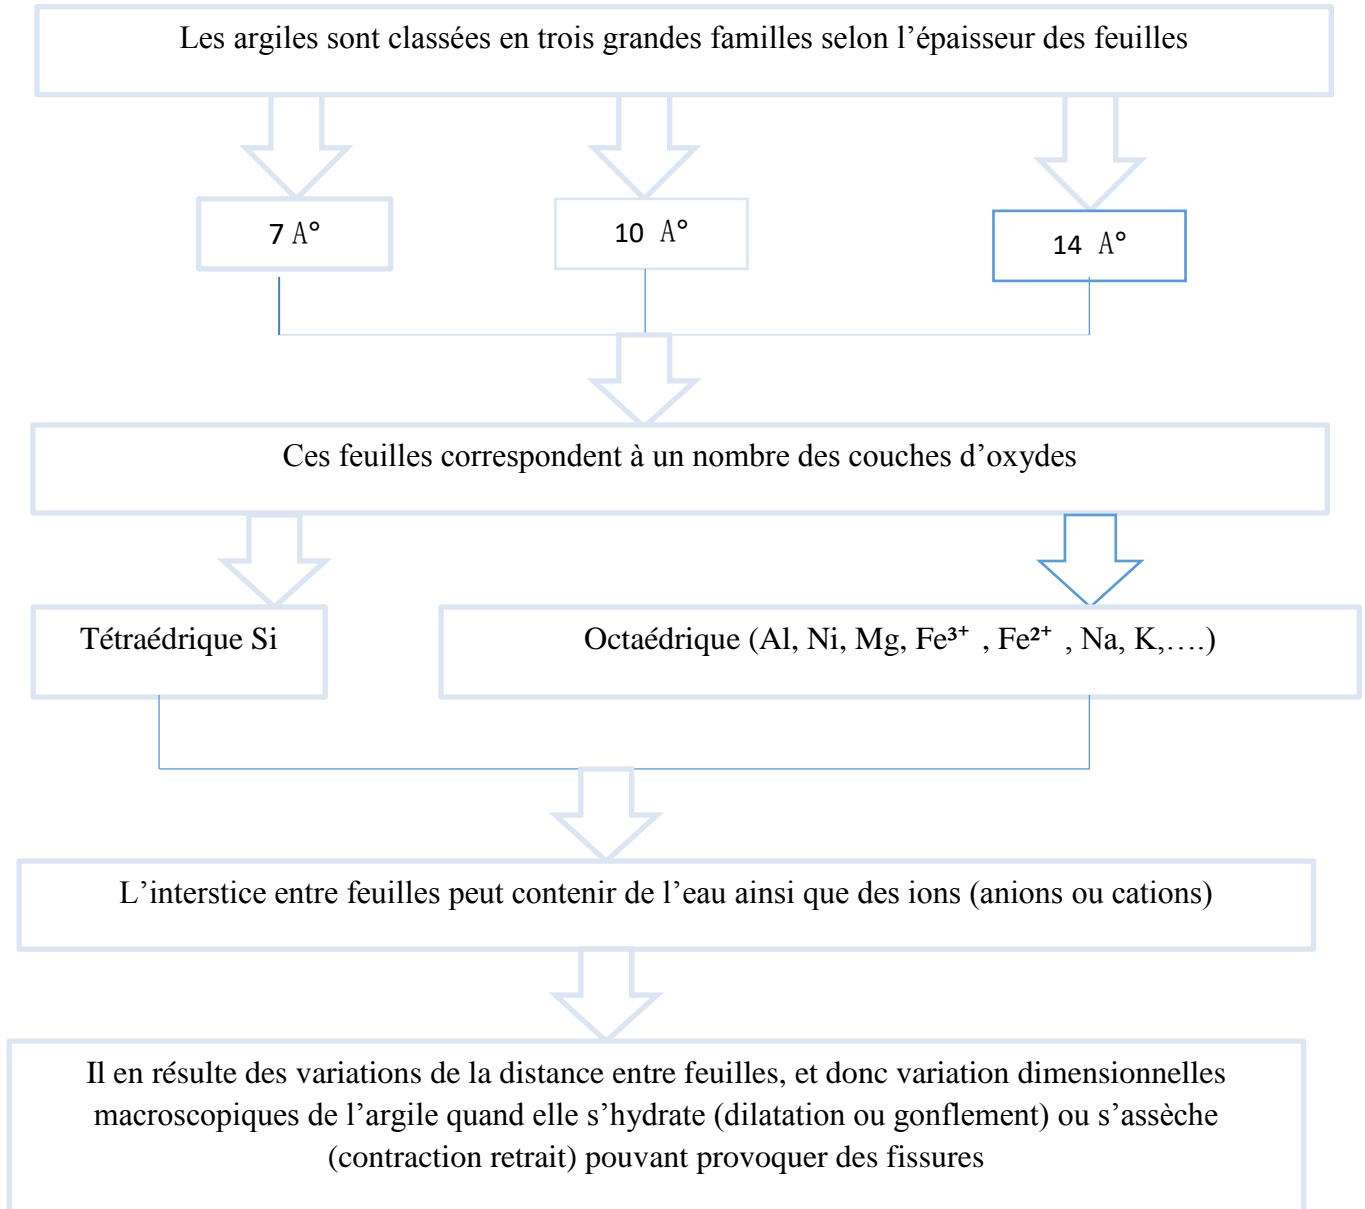 Les argiles sont classées en trois grandes familles selon l’épaisseur des feuilles
7 A°
10 A°
14 A°
Ces feuilles correspondent à un nombre des couches d’oxydes
Tétraédrique Si
Octaédrique (Al, Ni, Mg, Fe³⁺ , Fe²⁺ , Na, K,….)
L’interstice entre feuilles peut contenir de l’eau ainsi que des ions (anions ou cations)
Il en résulte des variations de la distance entre feuilles, et donc variation dimensionnelles
macroscopiques de l’argile quand elle s’hydrate (dilatation ou gonflement) ou s’assèche
(contraction retrait) pouvant provoquer des fissures